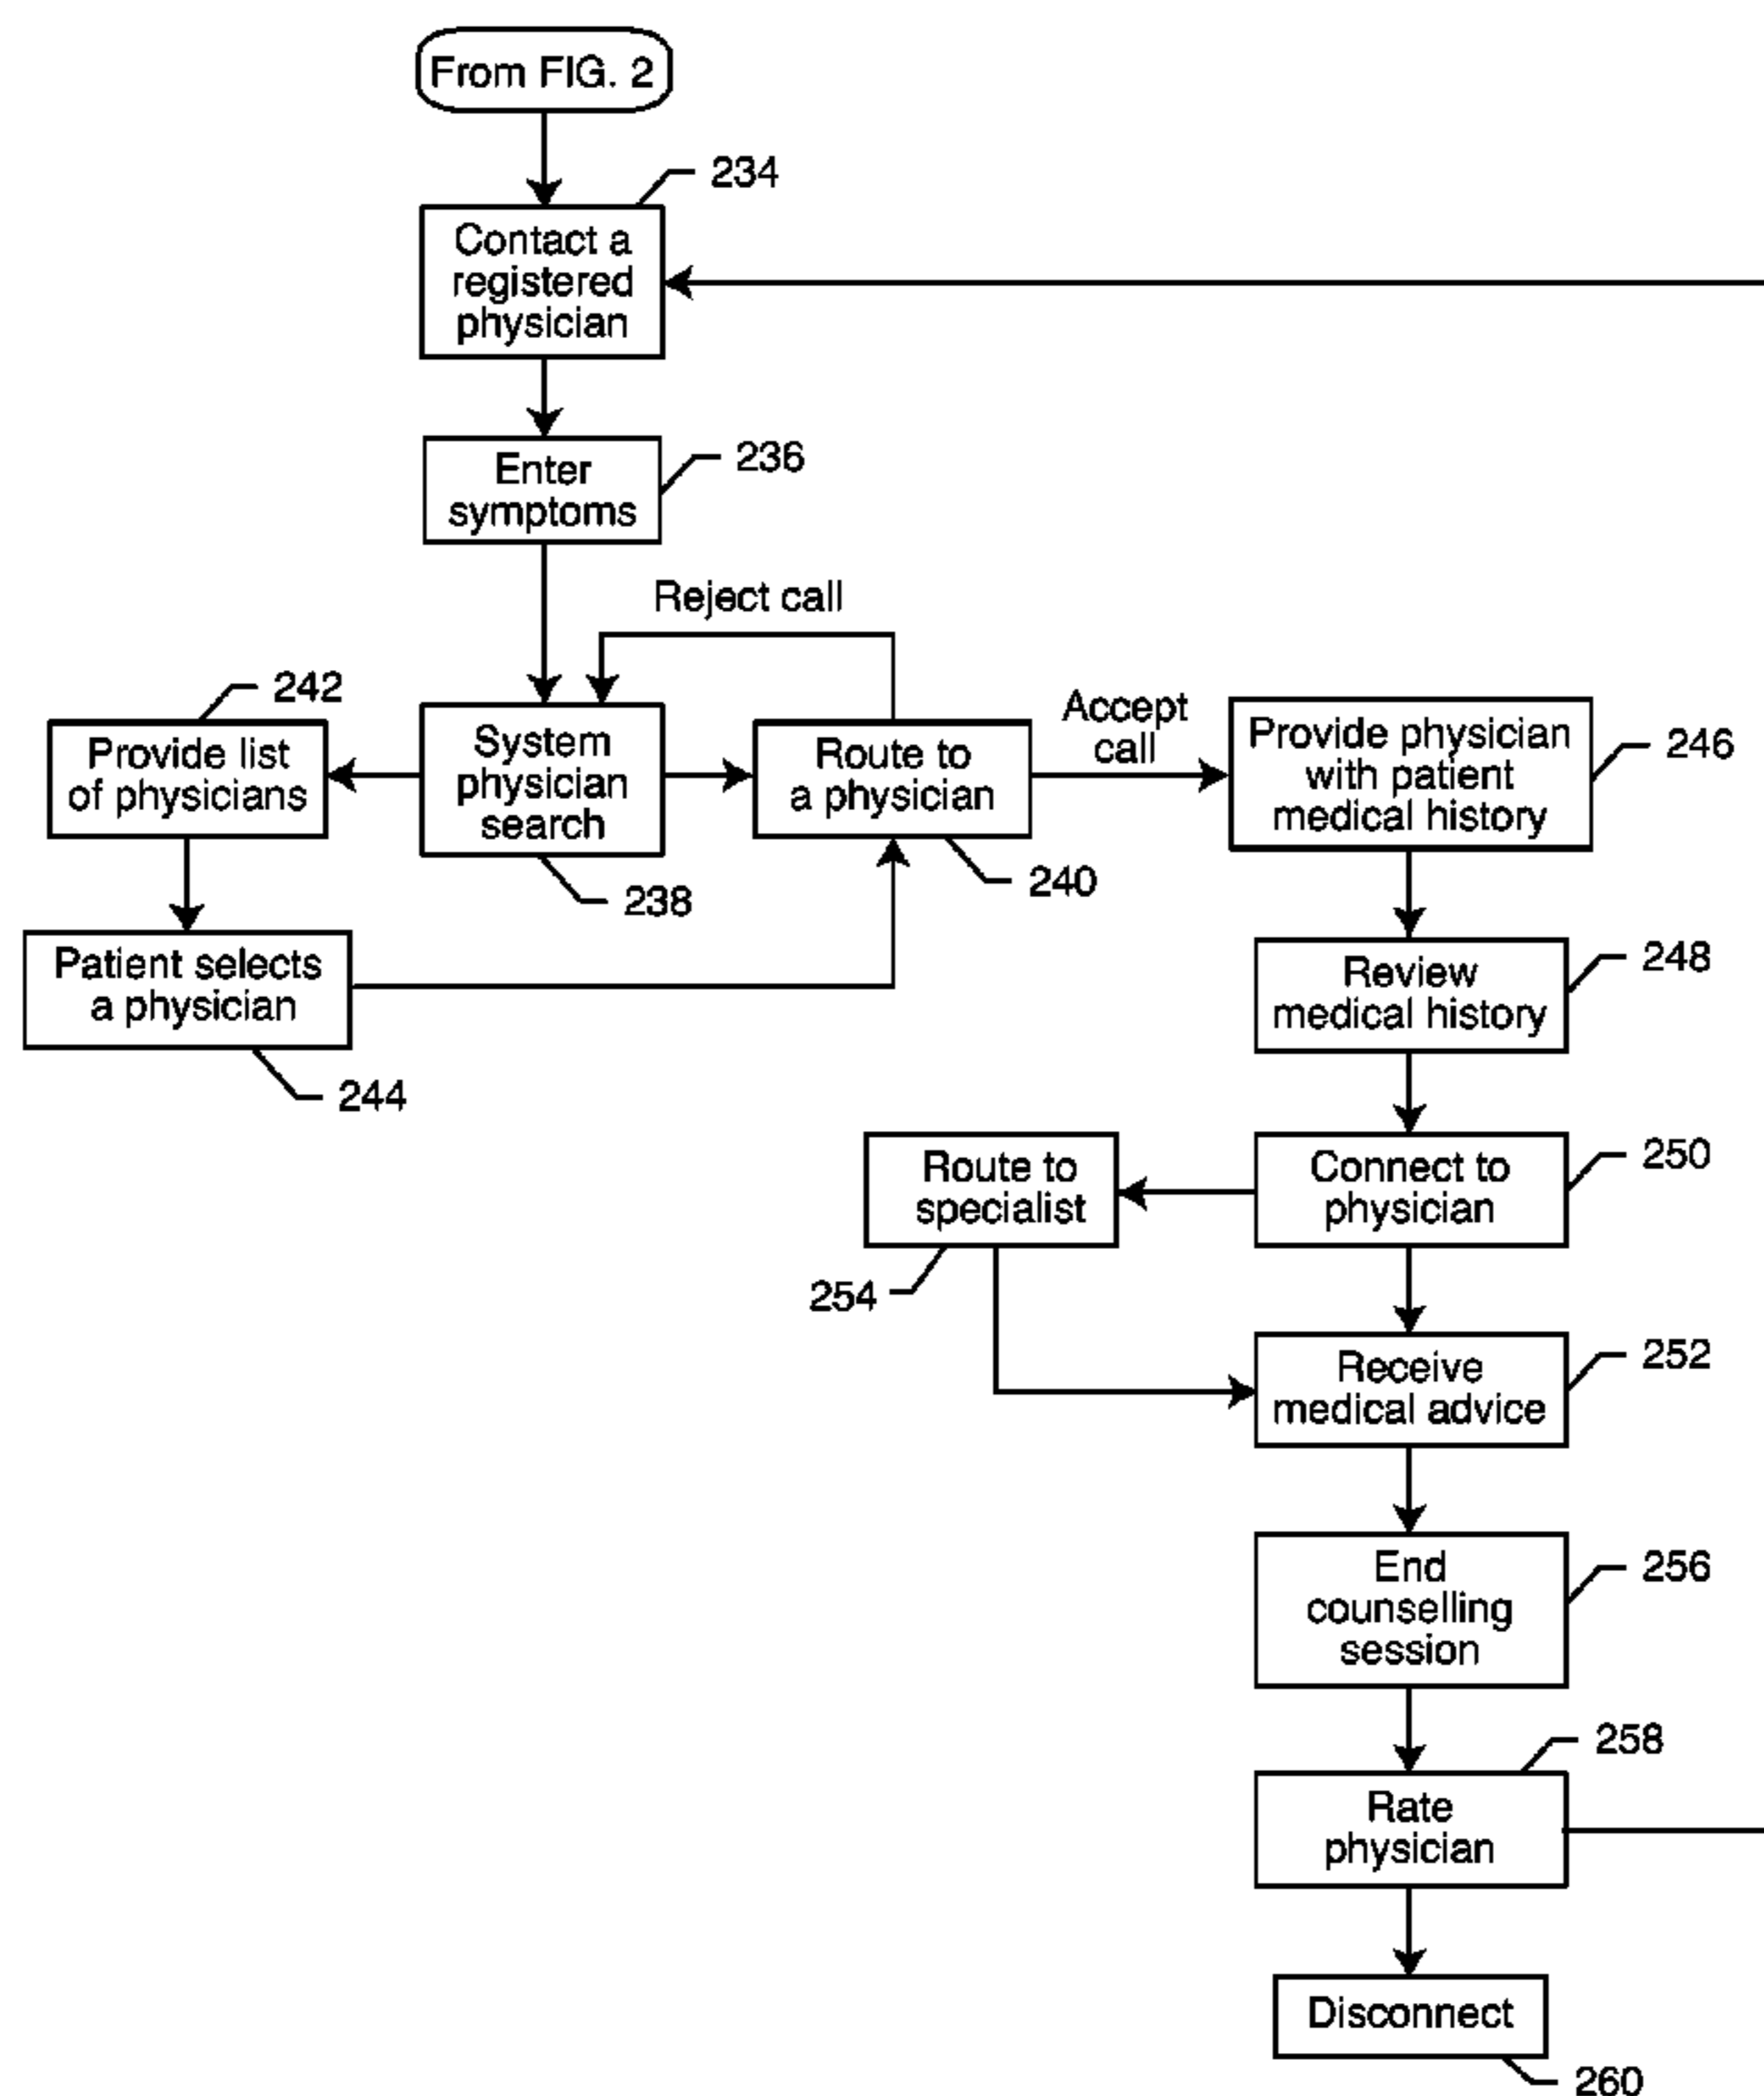 From FIG. 2
234
Contact a
registered
physician
236
Enter
symptoms
Reject call
242
Provide list
of physicians
System
physician
search
238
Route to
a physician
240
Accept
call
Provide physician
with patient
medical history
246
Patient selects
a physician
244
Review
medical history
248
Route to
specialist
254
Connect to
physician
250
Receive
medical advice
252
End
counselling
session
256
258
Rate
physician
Disconnect
260